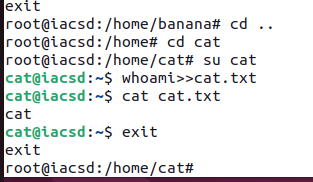 exit
root@iacsd:/home/banana# cd ..
root@iacsd:/home# cd cat
root@iacsd:/home/cat# su cat
cat@iacsd:~$ whoami>>cat.txt
cat@iacsd:~$ cat cat.txt
cat
cat@iacsd:~$ exit
exit
root@iacsd:/home/cat#